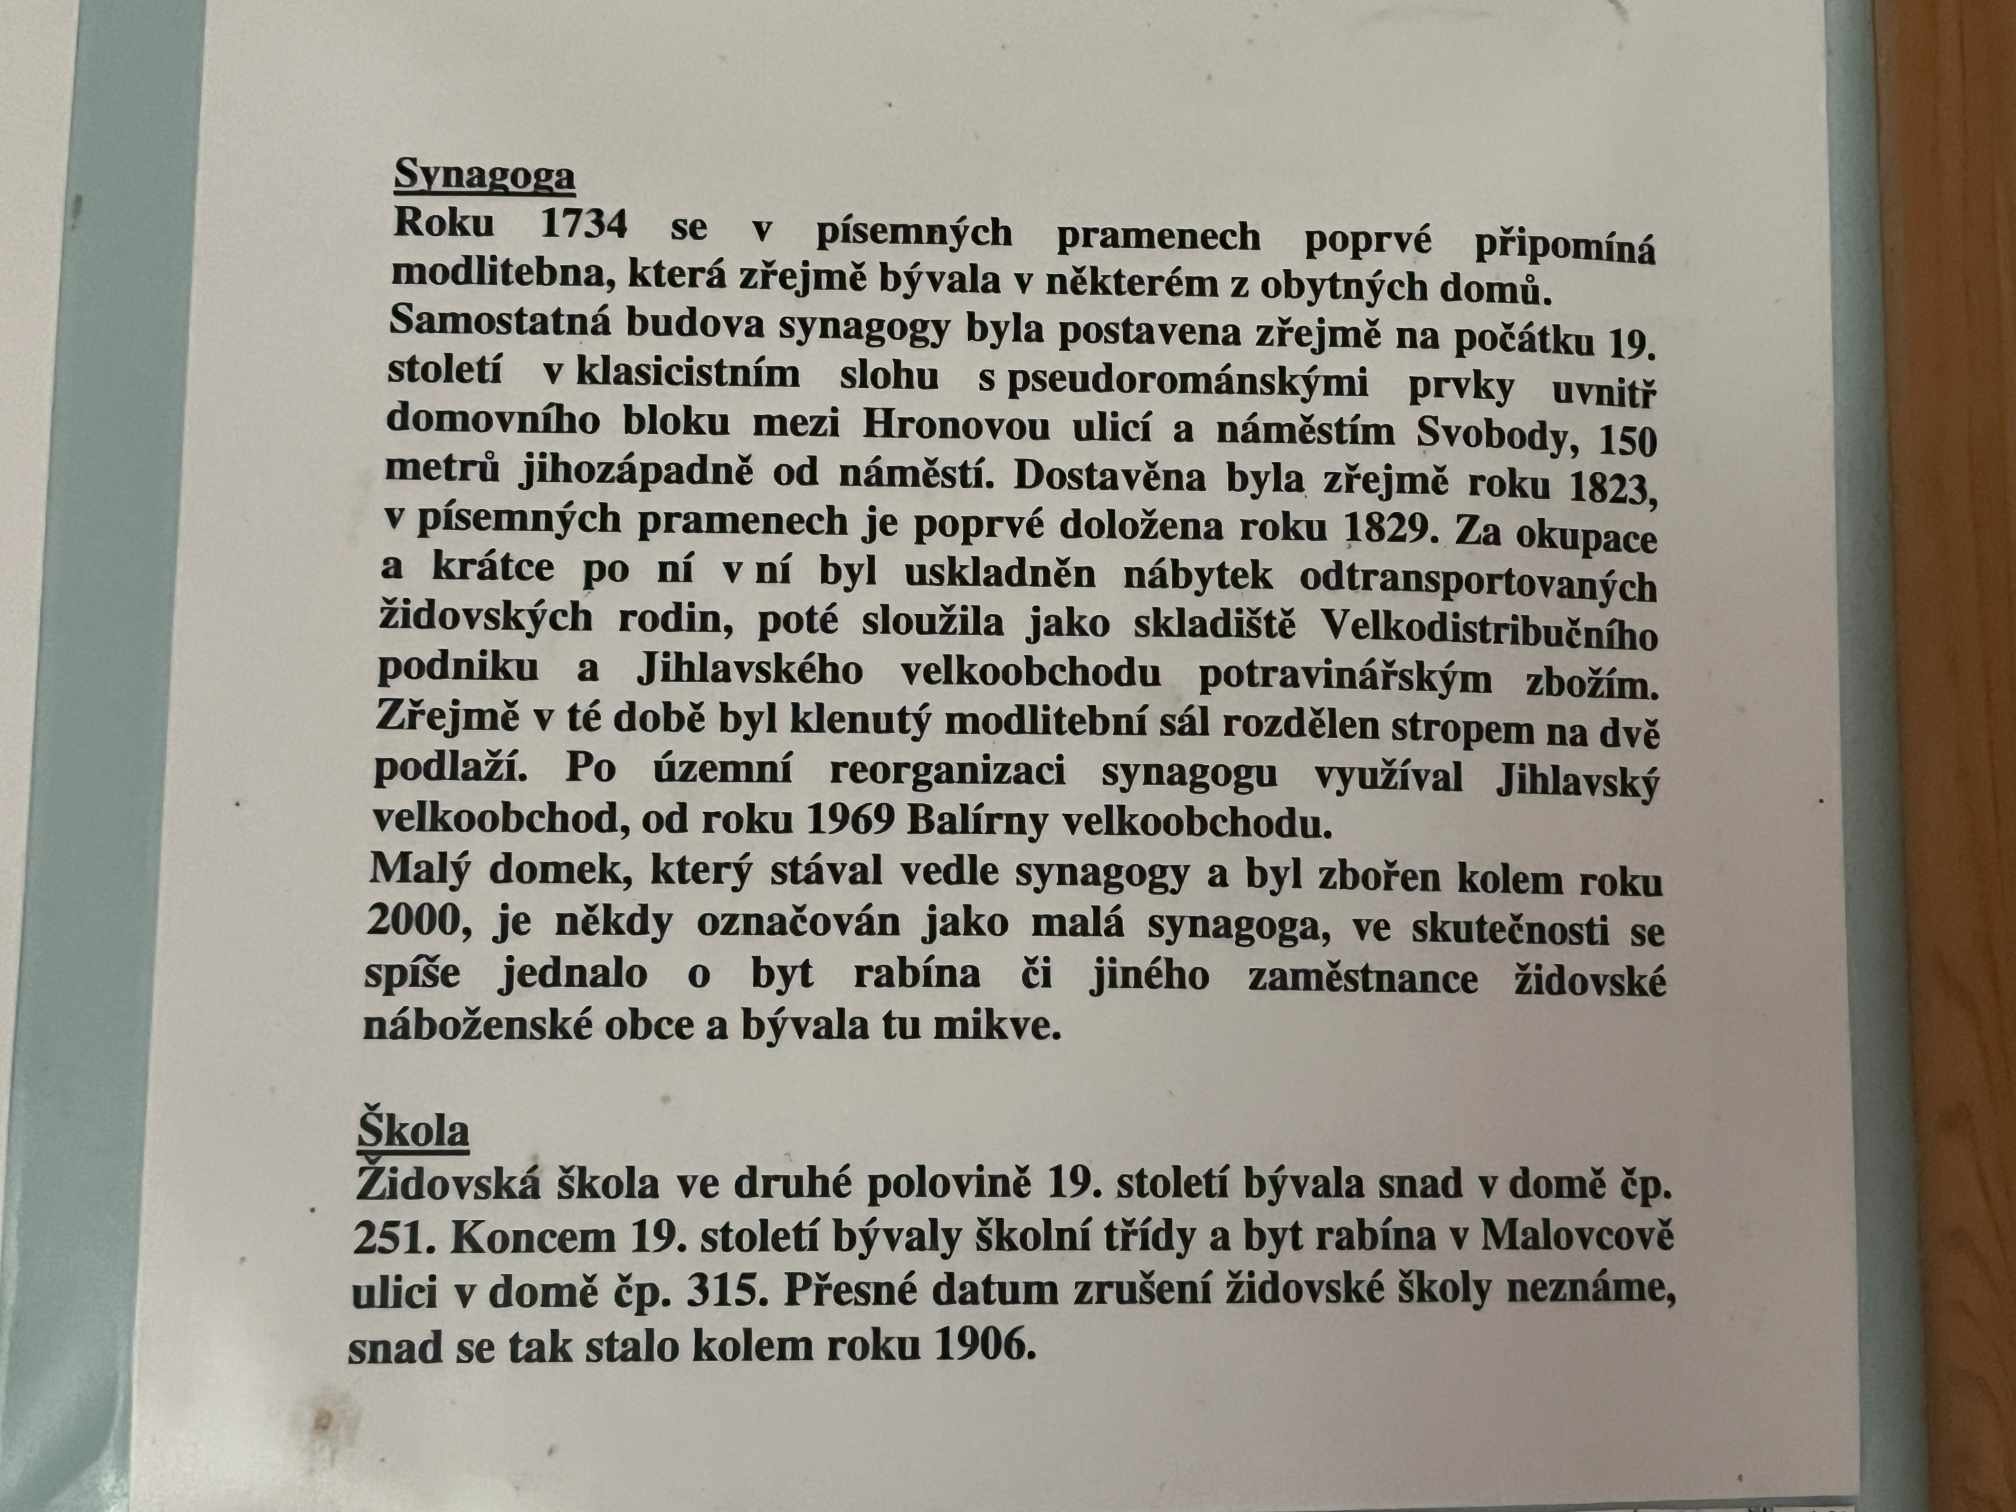 Synagoga
Roku 1734 se v písemných pramenech poprvé připomíná
modlitebna, která zřejmě bývala v některém z obytných domů.
Samostatná budova synagogy byla postavena zřejmě na počátku 19.
století v klasicistním slohu s pseudorománskými prvky uvnitř
domovního bloku mezi Hronovou ulicí a náměstím Svobody, 150
metrů jihozápadně od náměstí. Dostavěna byla zřejmě roku 1823,
v písemných pramenech je poprvé doložena roku 1829. Za okupace
a krátce po ní v ní byl uskladněn nábytek odtransportovaných
židovských rodin, poté sloužila jako skladiště Velkodistribučního
podniku a Jihlavského velkoobchodu potravinářským zbožím.
Zřejmě v té době byl klenutý modlitební sál rozdělen stropem na dvě
podlaží. Po územní reorganizaci synagogu využíval Jihlavský
velkoobchod, od roku 1969 Balírny velkoobchodu.
Malý domek, který stával vedle synagogy a byl zbořen kolem roku
2000, je někdy označován jako malá synagoga, ve skutečnosti se
spíše jednalo o byt rabína či jiného zaměstnance židovské
náboženské obce a bývala tu mikve.
Škola
Židovská škola ve druhé polovině 19. století bývala snad v domě čp.
251. Koncem 19. století bývaly školní třídy a byt rabína v Malovcově
ulici v domě čp. 315. Přesné datum zrušení židovské školy neznáme,
snad se tak stalo kolem roku 1906.